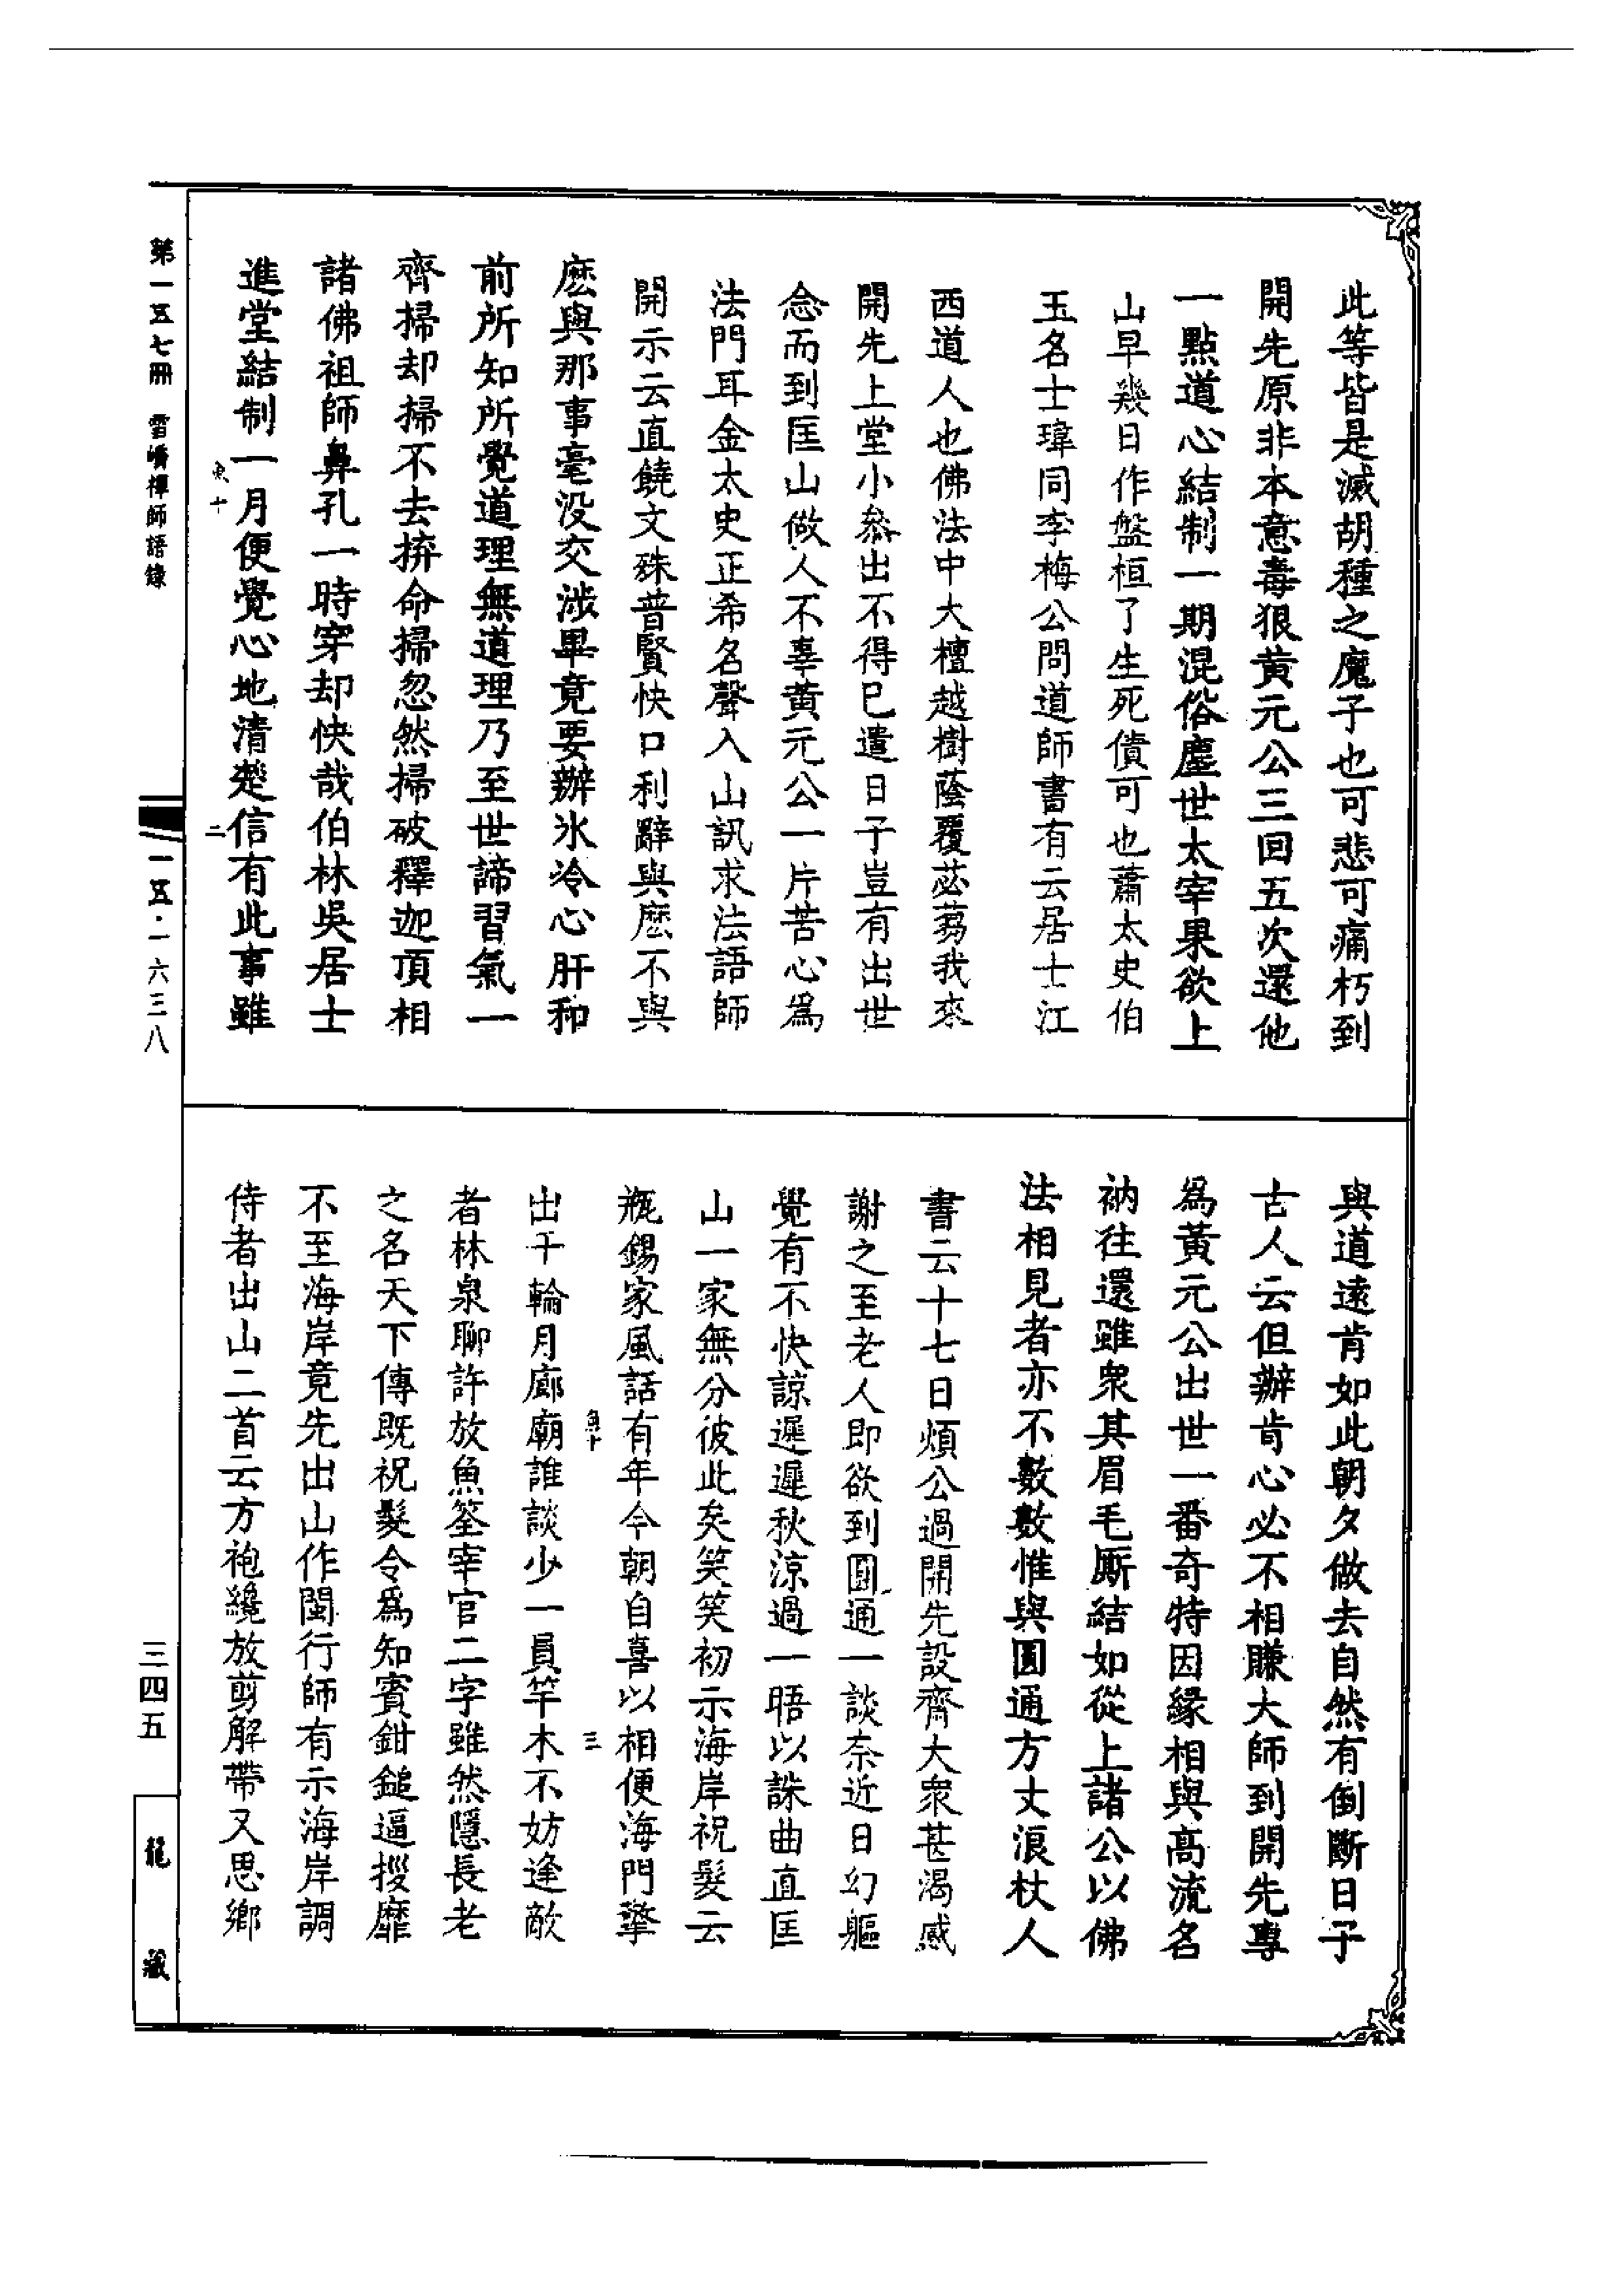 此等皆是滅胡種之魔子也可悲可痛朽到
開先原非本意毒狠黃元公三回五次還他
一點道心結制一期混俗塵世太宰果欲上
山早幾日作盤桓了生死債可也蕭太史伯
玉名士瑋同李梅公問道師書有云居士江
西道人也佛法中大檀越樹蔭覆苾蒭我來
開先上堂小叅出不得已遣日子豈有出世
念而到匡山做人不辜黃元公一片苦心為
法門耳金太史正希名聲入山訊求法語師
開示云直饒文殊普賢快口利辭與麽不與
麽與那事毫没交涉畢竟要辦氷冷心肝和
前所知所覺道理無道理乃至世諦習氣一
齊掃却掃不去捹命掃忽然掃破釋迦頂相
諸佛祖師鼻孔一時穿却快哉伯林吳居士
進堂結制一月便覺心地清楚信有此事雖
二
與道遠肯如此朝夕做去自然有倒斷日子
古人云但辦肯心必不相賺大師到開先專
為黃元公出世一番奇特因緣相與高流名
衲往還雖衆其眉毛厮結如從上諸公以佛
法相見者亦不數數惟與圓通方丈浪杖人
書云十七日煩公過開先設齊大衆甚渴感
謝之至老人即欲到圓通一談奈近日幻軀
覺有不快諒遲遲秋涼過一晤以誅曲直匡
山一家無分彼此矣笑笑初示海岸祝髮云
瓶錫家風話有年今朝自喜以相便海門擎
三
出千輪月廊廟誰談少一員竿木不妨逢敵
者林泉聊許放魚筌宰官二字雖然隱長老
之名天下傳既祝髮令為知賓鉗鎚逼拶靡
不至海岸竟先出山作閩行師有示海岸調
侍者出山二首云方袍纔放剪解帶又思鄉
第一五七冊　雪嶠禪師語錄
一五·一六三八
三四五
龍藏